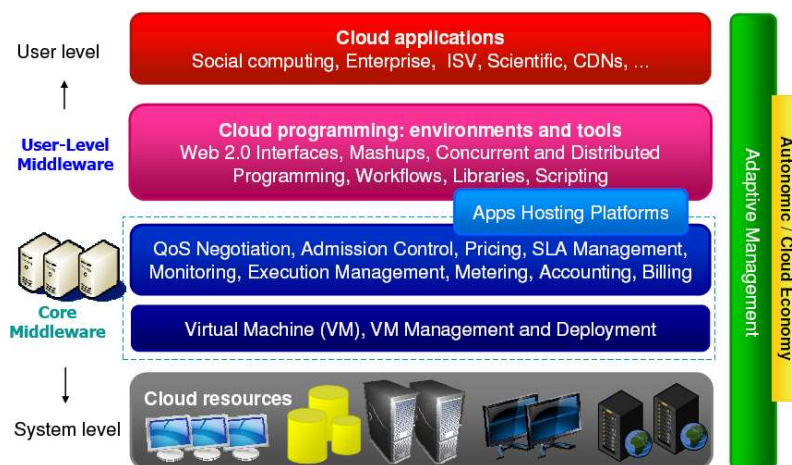 User level
Cloud applications
Social computing, Enterprise, ISV, Scientific, CDNs, ...
User-Level
Middleware
Cloud programming: environments and tools
Web 2.0 Interfaces, Mashups, Concurrent and Distributed
Programming, Workflows, Libraries, Scripting
Apps Hosting Platforms
QoS Negotiation, Admission Control, Pricing, SLA Management,
Monitoring, Execution Management, Metering, Accounting, Billing
Core
Middleware
Virtual Machine (VM), VM Management and Deployment
Cloud resources
System level
Adaptive Management
Autonomic / Cloud Economy